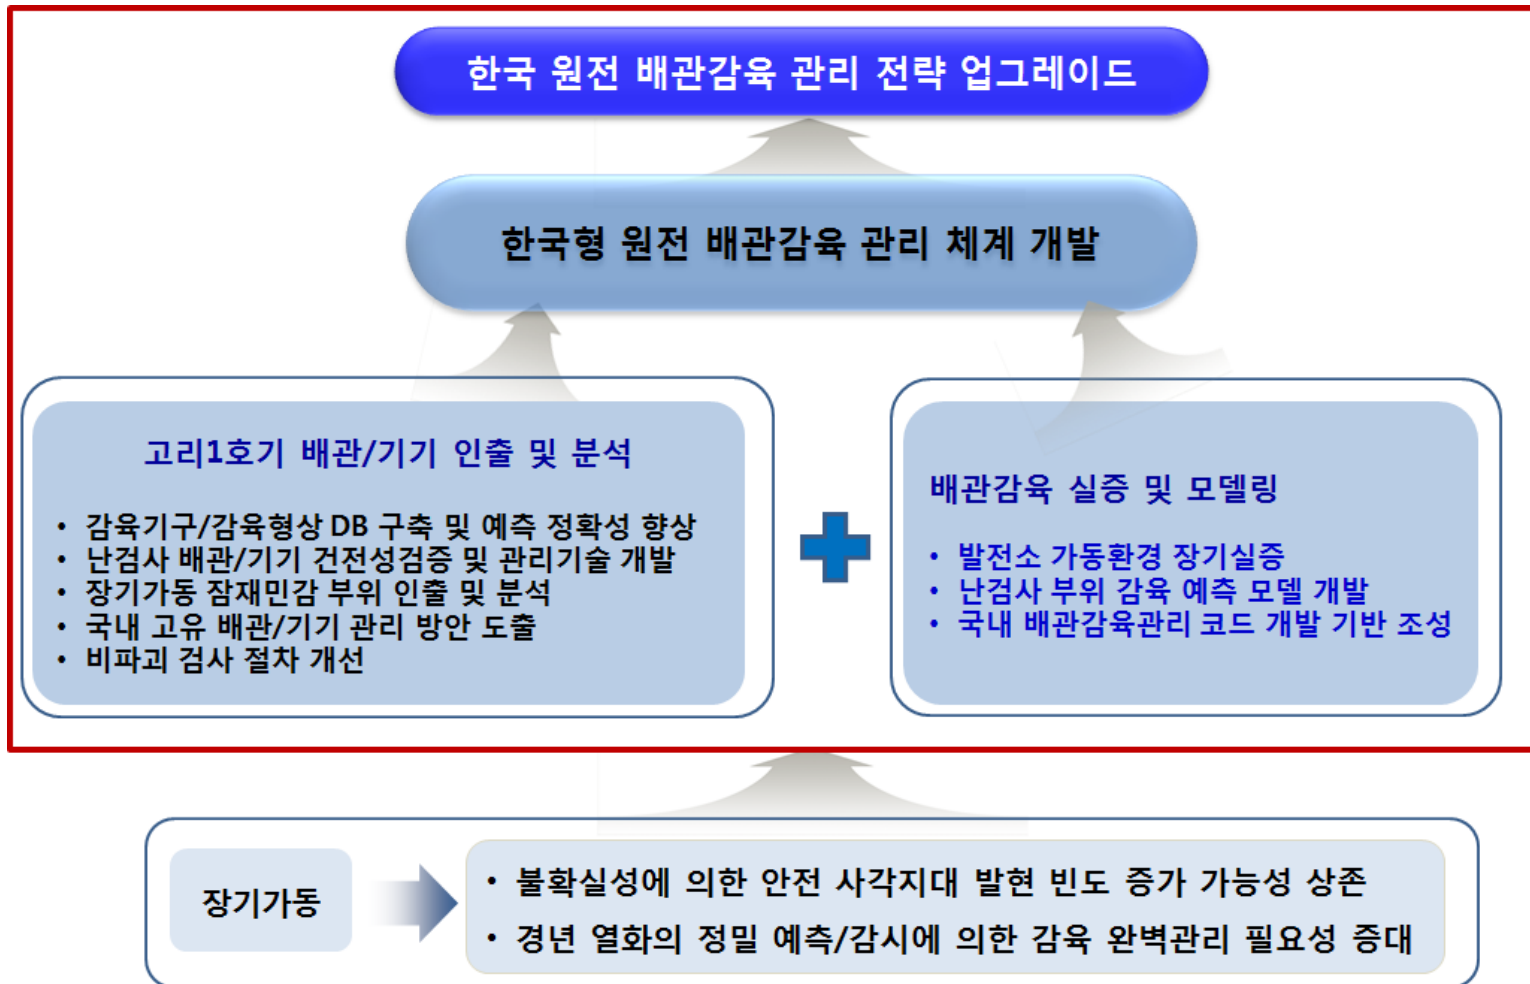 한국 원전 배관감육 관리 전략 업그레이드
한국형 원전 배관감육 관리 체계 개발
고리1호기 배관/기기 인출 및 분석
• 감육기구/감육형상 DB 구축 및 예측 정확성 향상
• 난검사 배관/기기 건전성검증 및 관리기술 개발
• 장기가동 잠재민감 부위 인출 및 분석
• 국내 고유 배관/기기 관리 방안 도출
• 비파괴 검사 절차 개선
배관감육 실증 및 모델링
• 발전소 가동환경 장기실증
• 난검사 부위 감육 예측 모델 개발
• 국내 배관감육관리 코드 개발 기반 조성
장기가동
• 불확실성에 의한 안전 사각지대 발현 빈도 증가 가능성 상존
• 경년 열화의 정밀 예측/감시에 의한 감육 완벽관리 필요성 증대